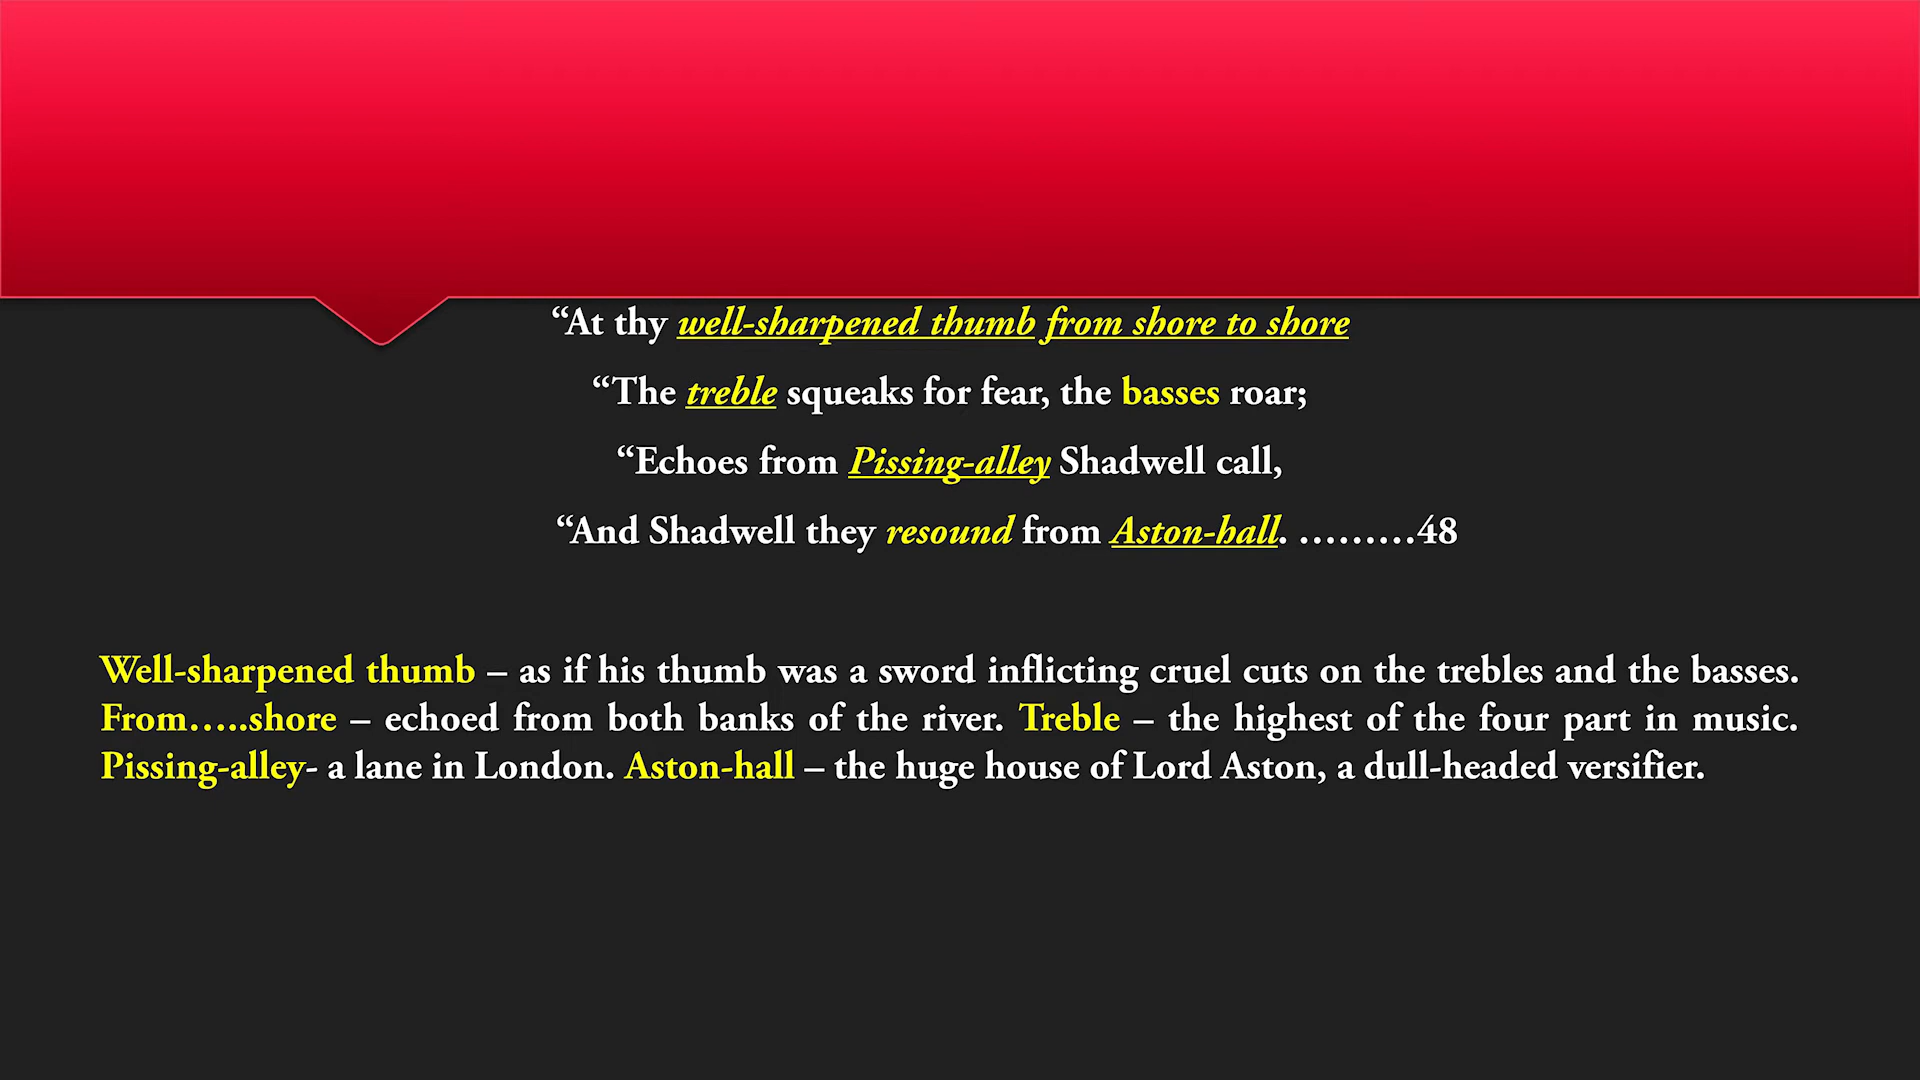 “At thy well-sharpened thumb from shore to shore
“The treble squeaks for fear, the basses roar;
“Echoes from Pissing-alley Shadwell call,
“And Shadwell they resound from Aston-hall. ………48
Well-sharpened thumb – as if his thumb was a sword inflicting cruel cuts on the trebles and the basses.
From…..shore – echoed from both banks of the river. Treble – the highest of the four part in music.
Pissing-alley- a lane in London. Aston-hall – the huge house of Lord Aston, a dull-headed versifier.